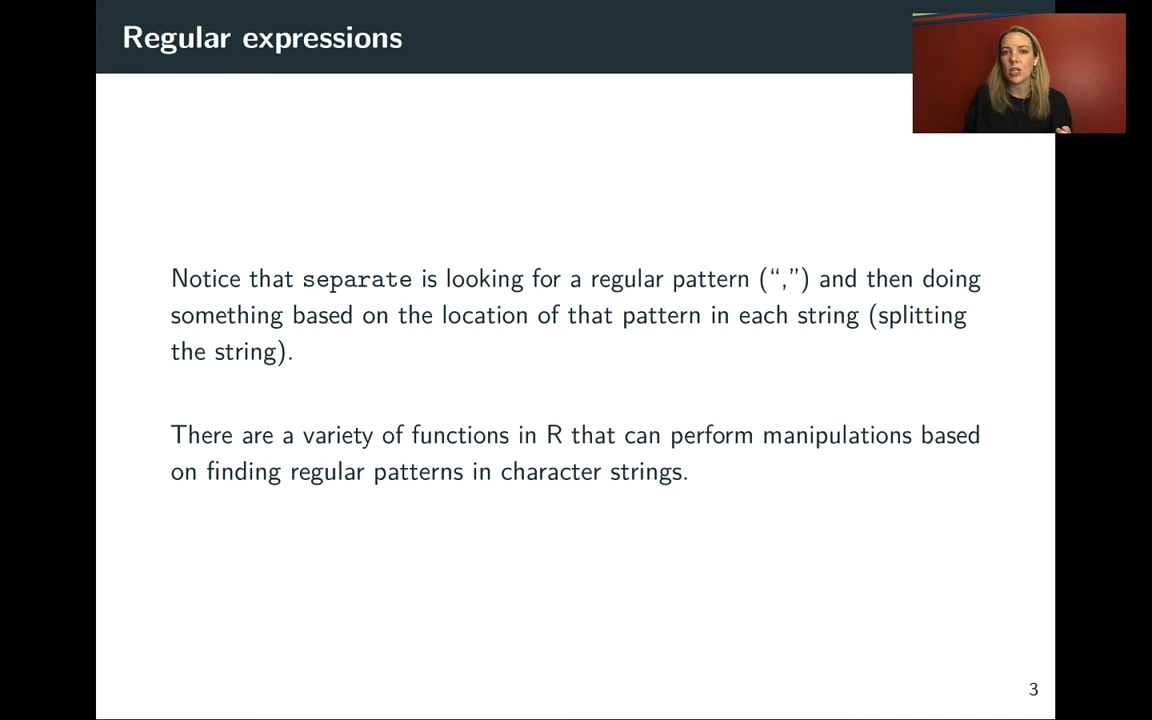 Regular expressions
Notice that separate is looking for a regular pattern (“,”) and then doing
something based on the location of that pattern in each string (splitting
the string).
There are a variety of functions in R that can perform manipulations based
on finding regular patterns in character strings.
3